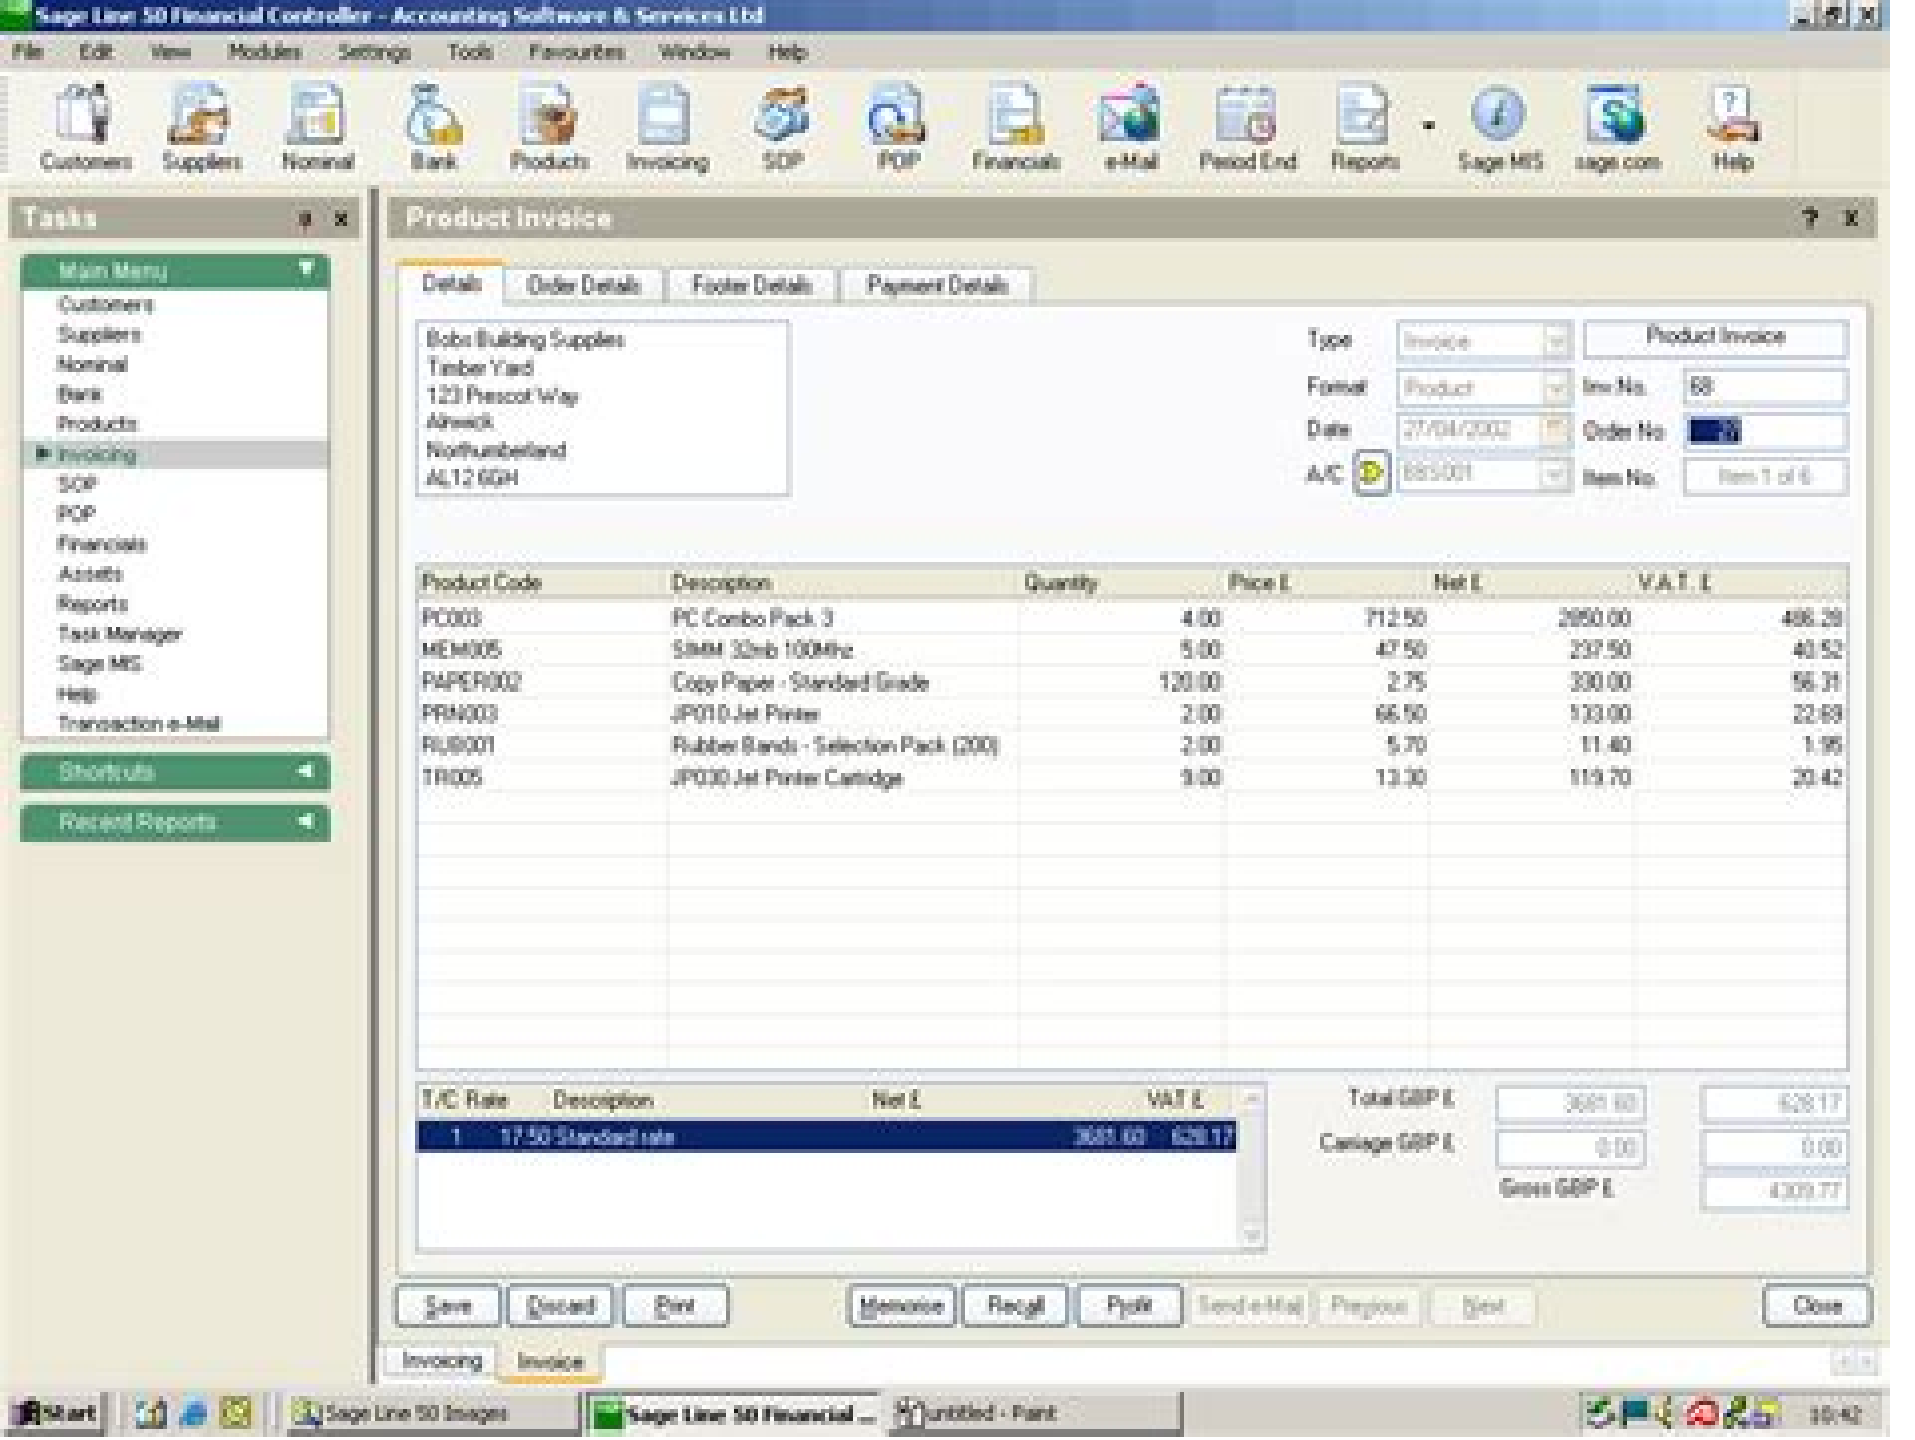 Sage Line 50 Financial Controller - Accounting Software & Services Ltd
File Edit View Modules Settings Tools Favourites Window Help
Customers Suppliers Nominal Bank Products Invoicing SOP POP Financials e-Mail Period End Reports Sage MIS sage.com Help
Tasks
Product Invoice
Main Menu
Customers
Suppliers
Nominal
Bank
Products
Invoicing
SOP
POP
Financials
Assets
Reports
Task Manager
Sage MIS
Help
Transaction e-Mail
Shortcuts
Recent Reports
Details Order Details Footer Details Payment Details
Bobs Building Supplies
Timber Yard
123 Prescot Way
Alnwick
Northumberland
AL12 6GH
Type Invoice Product Invoice
Format Product Inv.No. 68
Date 27/04/2002 Order No
A/C BBS001 Item No. Item 1 of 6
Product Code Description Quantity Price £ Net £ V.A.T. £
PC003 PC Combo Pack 3 4.00 712.50 2850.00 486.28
MEM005 SIMM 32mb 100Mhz 5.00 47.50 237.50 40.52
PAPER002 Copy Paper - Standard Grade 120.00 2.75 330.00 56.31
PRN003 JP010 Jet Printer 2.00 66.50 133.00 22.69
RUB001 Rubber Bands - Selection Pack (200) 2.00 5.70 11.40 1.95
TR005 JP030 Jet Printer Cartridge 9.00 13.30 119.70 20.42
T/C Rate Description Net £ VAT £
1 17.50 Standard rate 3681.60 628.17
Total GBP £ 3681.60 628.17
Carriage GBP £ 0.00 0.00
Gross GBP £ 4309.77
Save Discard Print Memorise Recall Profit Send e-Mail Previous Next Close
Invoicing Invoice
Start Sage Line 50 Images Sage Line 50 Financial ... untitled - Paint 10:42